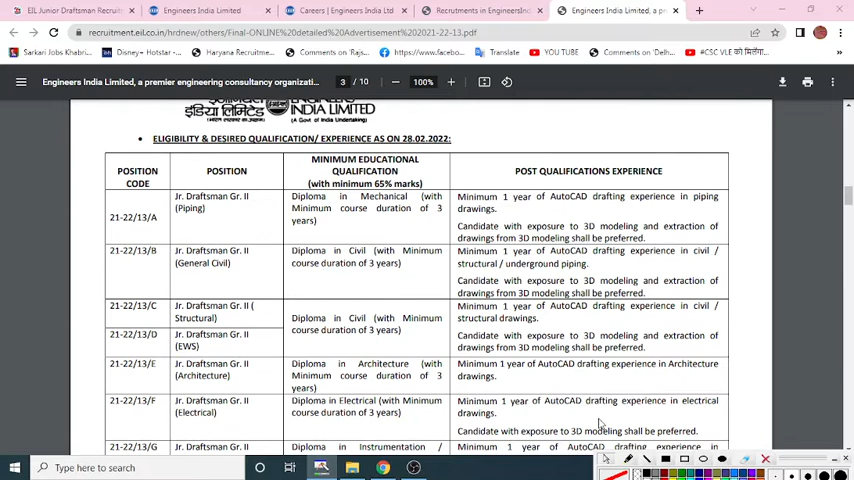 EIL Junior Draftsman Recruitm
Engineers India Limited
Careers | Engineers India Ltd
Recrutments in EngineersIndi
Engineers India Limited, a pre
recruitment.eil.co.in/hrdnew/others/Final-ONLINE%20detailed%20Advertisement%202021-22-13.pdf
Sarkari Jobs Khabri...
Disney+ Hotstar -...
Haryana Recruitme...
Comments on "Rajs...
https://www.facebo...
Translate
YOU TUBE
Comments on "Delh...
#CSC VLE को मिलेंगा...
Engineers India Limited, a premier engineering consultancy organizati...
3 / 10
100%
इंडिया लिमिटेड
(भारत सरकार का उपक्रम)
INDIA LIMITED
(A Govt. of India Undertaking)
• ELIGIBILITY & DESIRED QUALIFICATION/ EXPERIENCE AS ON 28.02.2022:
POSITION CODE
POSITION
MINIMUM EDUCATIONAL
QUALIFICATION
(with minimum 65% marks)
POST QUALIFICATIONS EXPERIENCE
21-22/13/A
Jr. Draftsman Gr. II
(Piping)
Diploma in Mechanical (with
Minimum course duration of 3
years)
Minimum 1 year of AutoCAD drafting experience in piping
drawings.
Candidate with exposure to 3D modeling and extraction of
drawings from 3D modeling shall be preferred.
21-22/13/B
Jr. Draftsman Gr. II
(General Civil)
Diploma in Civil (with Minimum
course duration of 3 years)
Minimum 1 year of AutoCAD drafting experience in civil /
structural / underground piping.
Candidate with exposure to 3D modeling and extraction of
drawings from 3D modeling shall be preferred.
21-22/13/C
Jr. Draftsman Gr. II (
Structural)
21-22/13/D
Jr. Draftsman Gr. II
(EWS)
Diploma in Civil (with Minimum
course duration of 3 years)
Minimum 1 year of AutoCAD drafting experience in civil /
structural drawings.
Candidate with exposure to 3D modeling and extraction of
drawings from 3D modeling shall be preferred.
21-22/13/E
Jr. Draftsman Gr. II
(Architecture)
Diploma in Architecture (with
Minimum course duration of 3
years)
Minimum 1 year of AutoCAD drafting experience in Architecture
drawings.
21-22/13/F
Jr. Draftsman Gr. II
(Electrical)
Diploma in Electrical (with Minimum
course duration of 3 years)
Minimum 1 year of AutoCAD drafting experience in electrical
drawings.
Candidate with exposure to 3D modeling shall be preferred.
21-22/13/G
Jr. Draftsman Gr. II
Diploma in Instrumentation /
Minimum 1 year of AutoCAD drafting experience in
Type here to search